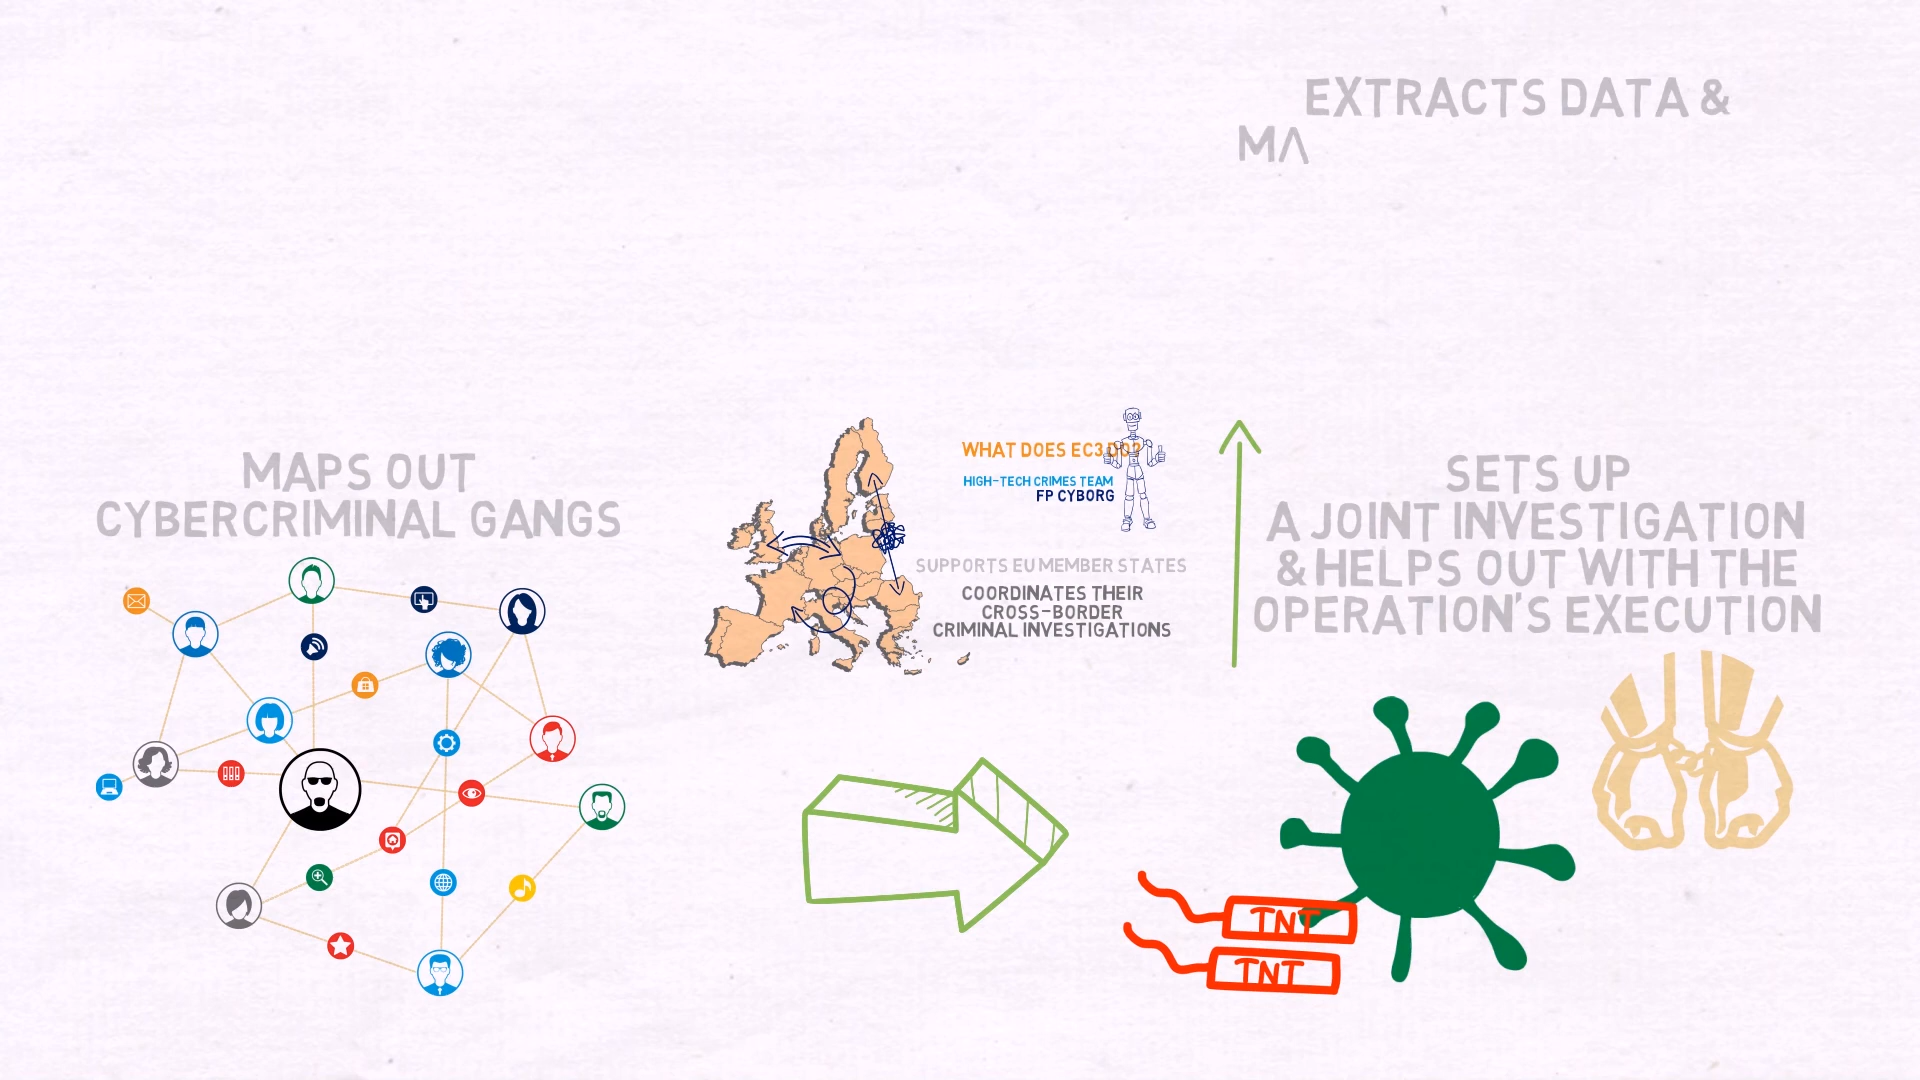 EXTRACTS DATA &
MA
MAPS OUT
CYBERCRIMINAL GANGS
WHAT DOES EC3 DO?
HIGH-TECH CRIMES TEAM
FP CYBORG
SUPPORTS EU MEMBER STATES
COORDINATES THEIR
CROSS-BORDER
CRIMINAL INVESTIGATIONS
SETS UP
A JOINT INVESTIGATION
& HELPS OUT WITH THE
OPERATION'S EXECUTION
TNT
TNT